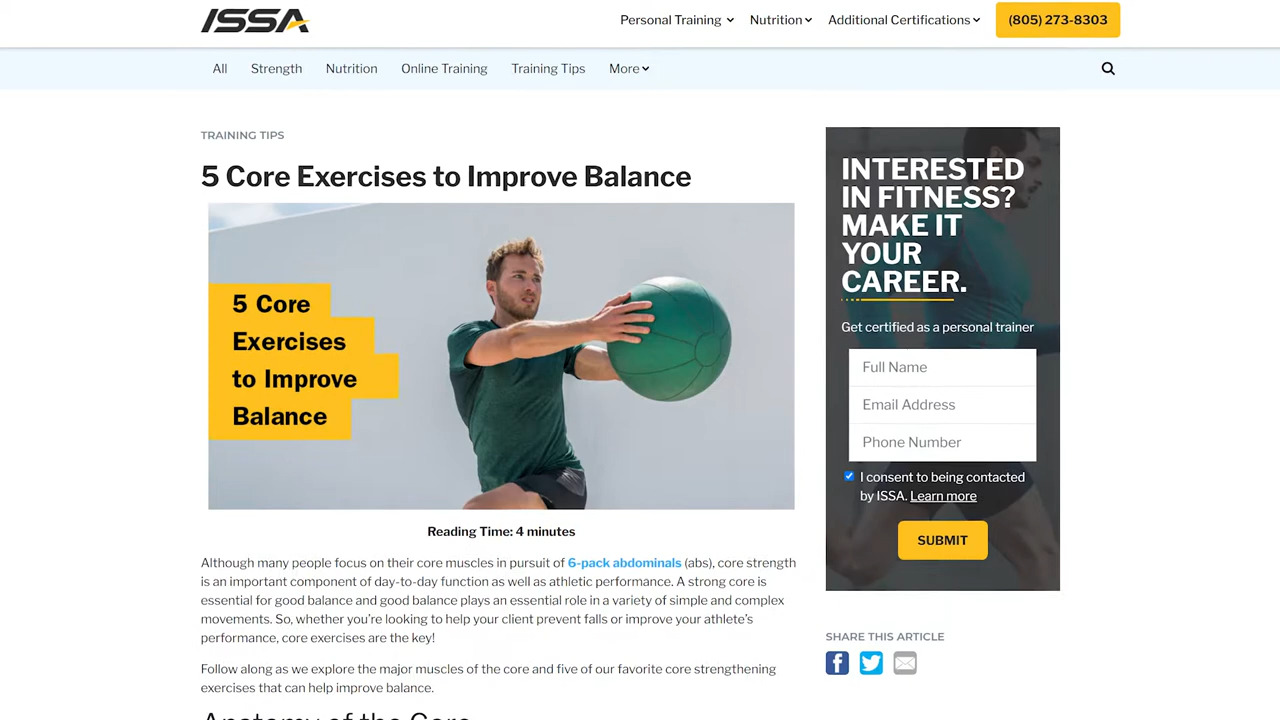 ISSA
Personal Training
Nutrition
Additional Certifications
(805) 273-8303
All
Strength
Nutrition
Online Training
Training Tips
More
TRAINING TIPS
5 Core Exercises to Improve Balance
5 Core
Exercises
to Improve
Balance
Reading Time: 4 minutes
Although many people focus on their core muscles in pursuit of 6-pack abdominals (abs), core strength
is an important component of day-to-day function as well as athletic performance. A strong core is
essential for good balance and good balance plays an essential role in a variety of simple and complex
movements. So, whether you’re looking to help your client prevent falls or improve your athlete’s
performance, core exercises are the key!
Follow along as we explore the major muscles of the core and five of our favorite core strengthening
exercises that can help improve balance.
Anatomy of the Core
INTERESTED
IN FITNESS?
MAKE IT
YOUR
CAREER.
Get certified as a personal trainer
Full Name
Email Address
Phone Number
I consent to being contacted
by ISSA. Learn more
SUBMIT
SHARE THIS ARTICLE